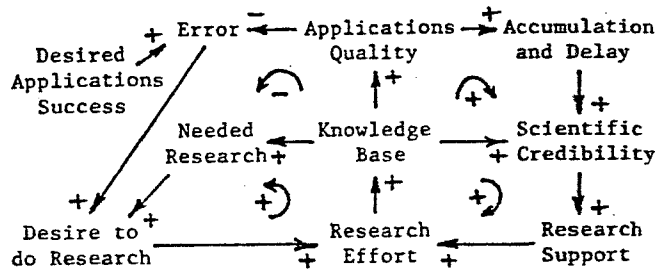 Error
Applications
Quality
Accumulation
and Delay
Desired
Applications
Success
Needed
Research
Knowledge
Base
Scientific
Credibility
Desire to
do Research
Research
Effort
Research
Support